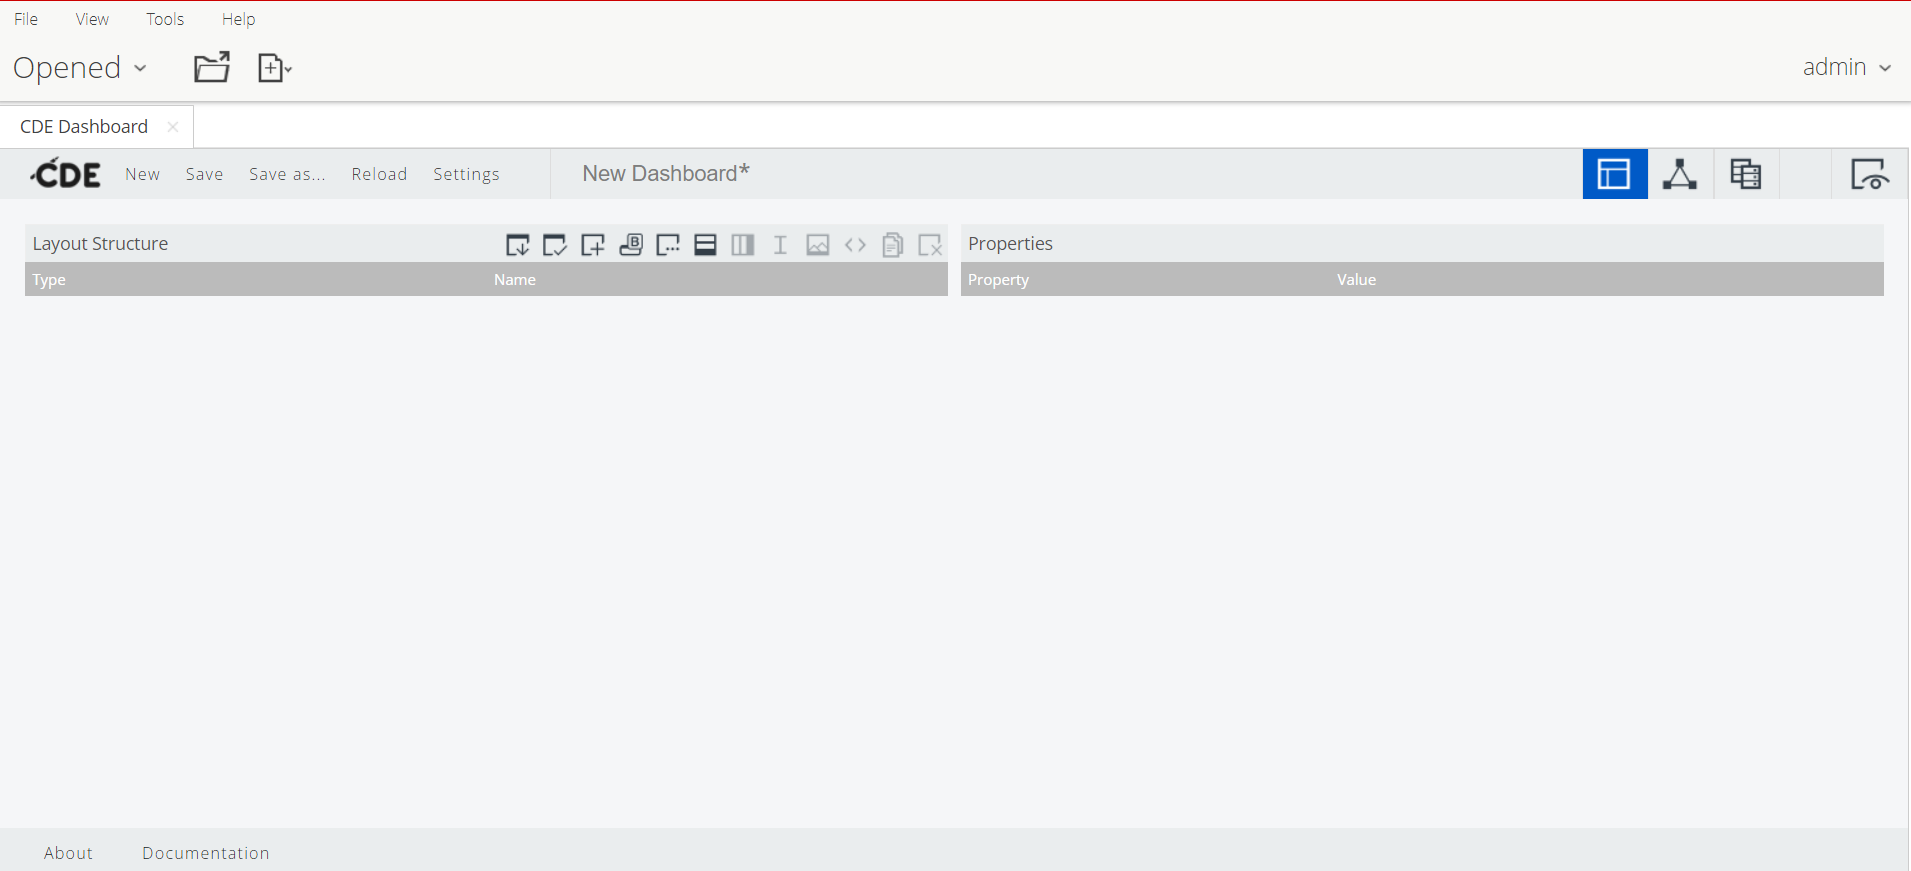 File View Tools Help
Opened
admin
CDE Dashboard
CDE New Save Save as... Reload Settings New Dashboard*
Layout Structure
B
Properties
Type Name
Property Value
About Documentation